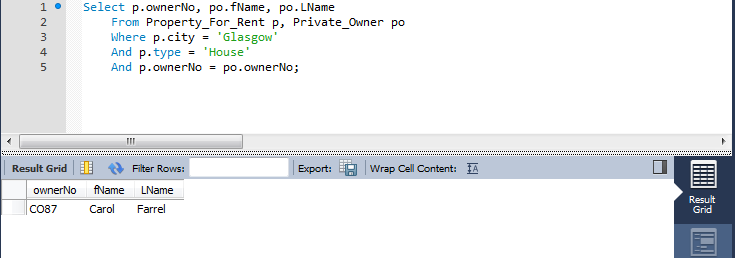 1 Select p.ownerNo, po.fName, po.LName
2 From Property_For_Rent p, Private_Owner po
3 Where p.city = 'Glasgow'
4 And p.type = 'House'
5 And p.ownerNo = po.ownerNo;
Result Grid Filter Rows: Export: Wrap Cell Content: IA
ownerNo fName LName
CO87 Carol Farrel
Result
Grid